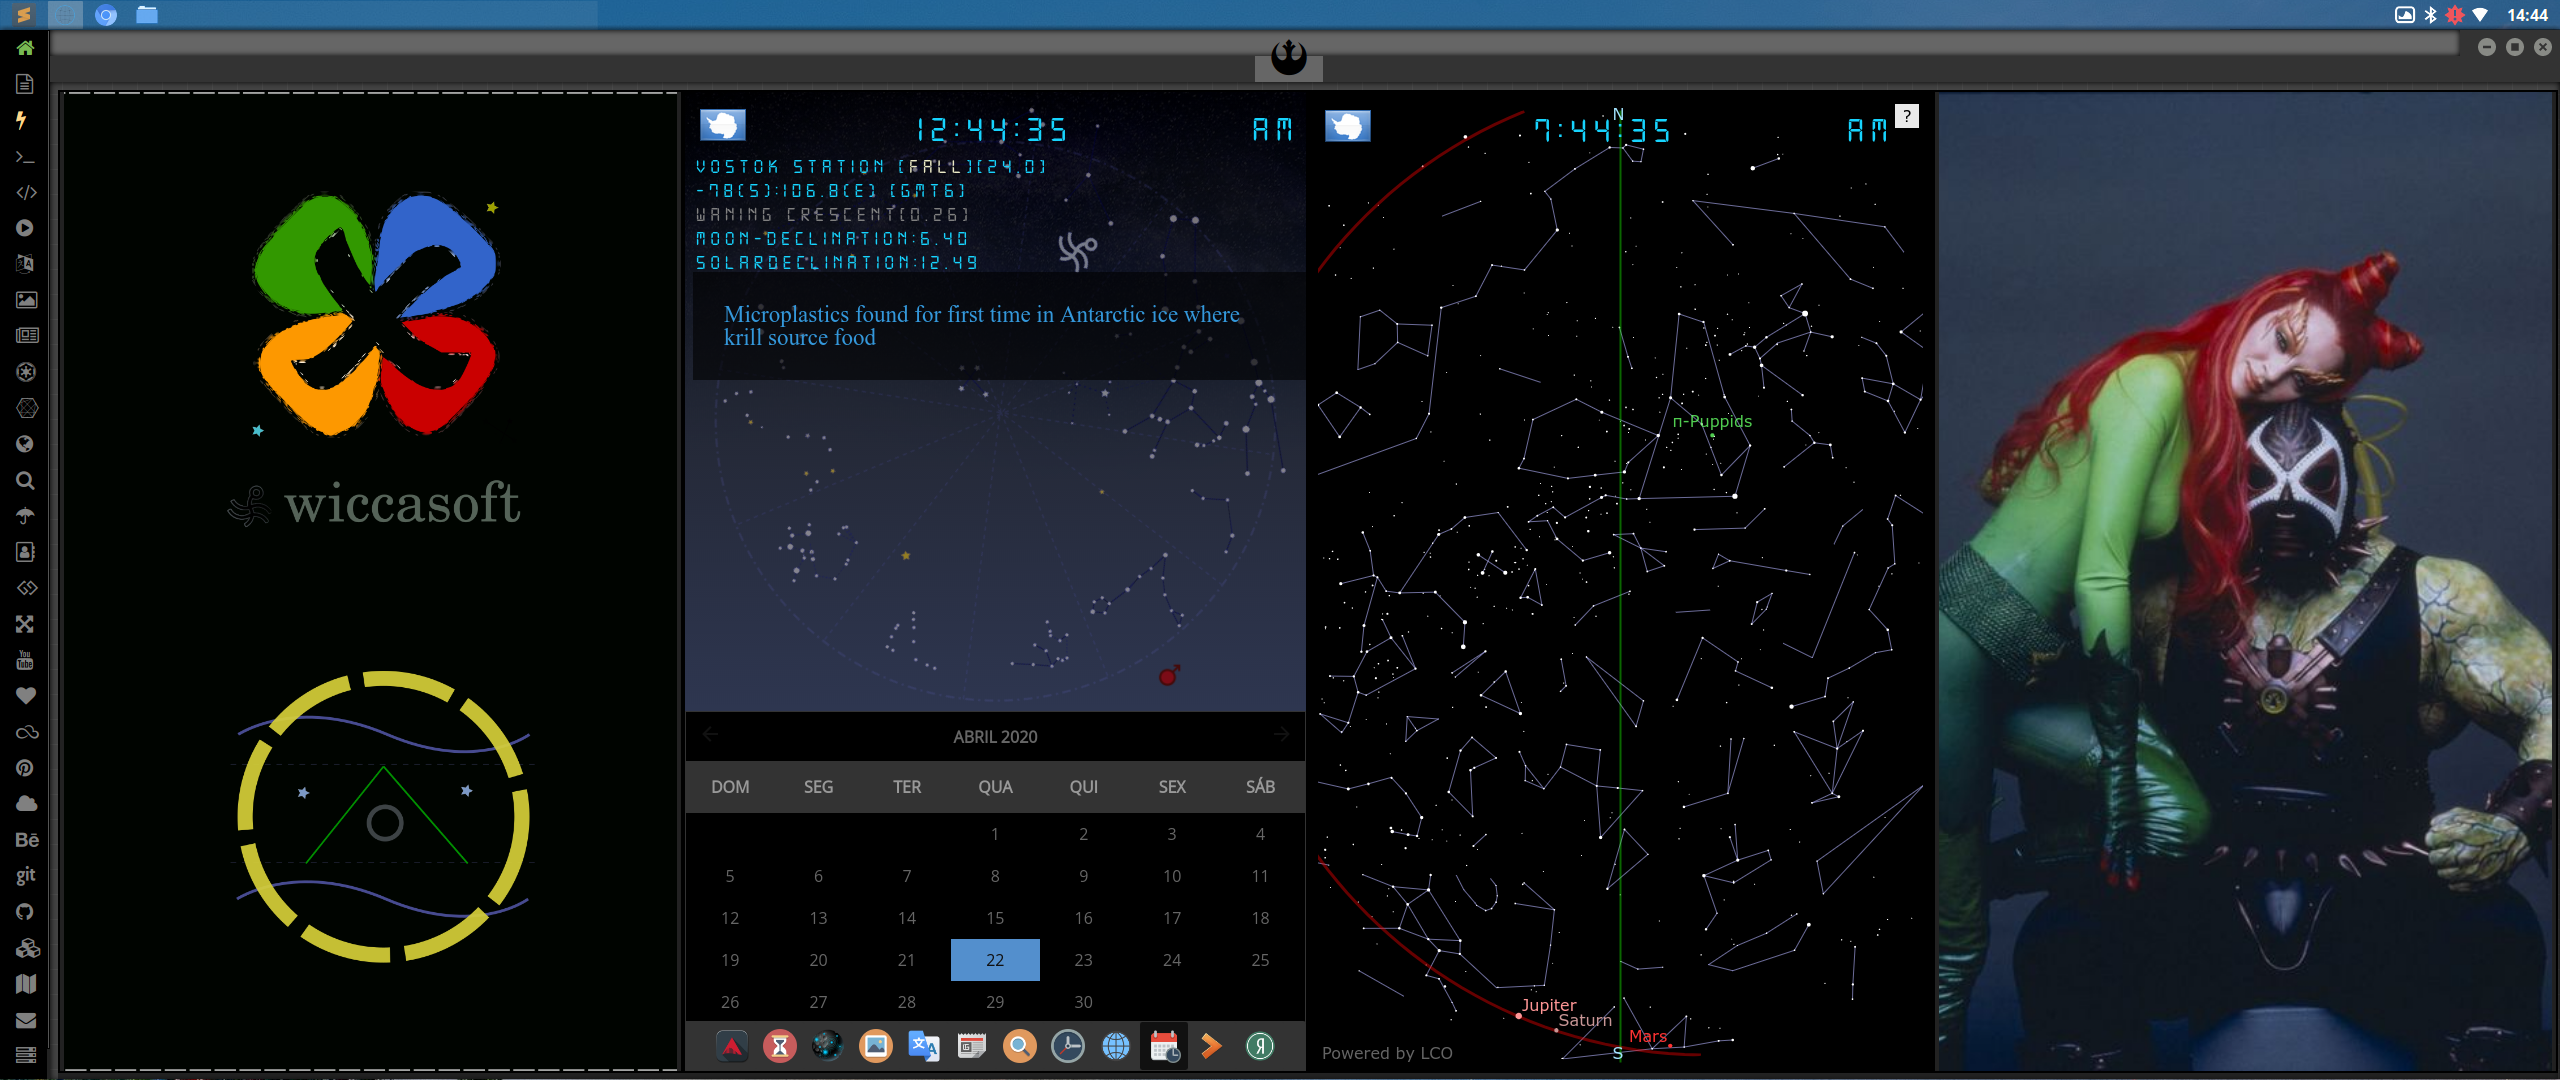 14:44
wiccasoft
You
Tube
Bē
git
12:44:35 AM
VOSTOK STATION [FALL][24.0]
-78(S):106.8(E) [GMT6]
WANING CRESCENT[0.26]
MOON-DECLINATION:6.40
SOLARDECLINATION:12.49
Microplastics found for first time in Antarctic ice where
krill source food
ABRIL 2020
DOM SEG TER QUA QUI SEX SÁB
1 2 3 4
5 6 7 8 9 10 11
12 13 14 15 16 17 18
19 20 21 22 23 24 25
26 27 28 29 30
N
7:44:35 AM
?
π-Puppids
Jupiter
Saturn
Mars
S
Powered by LCO